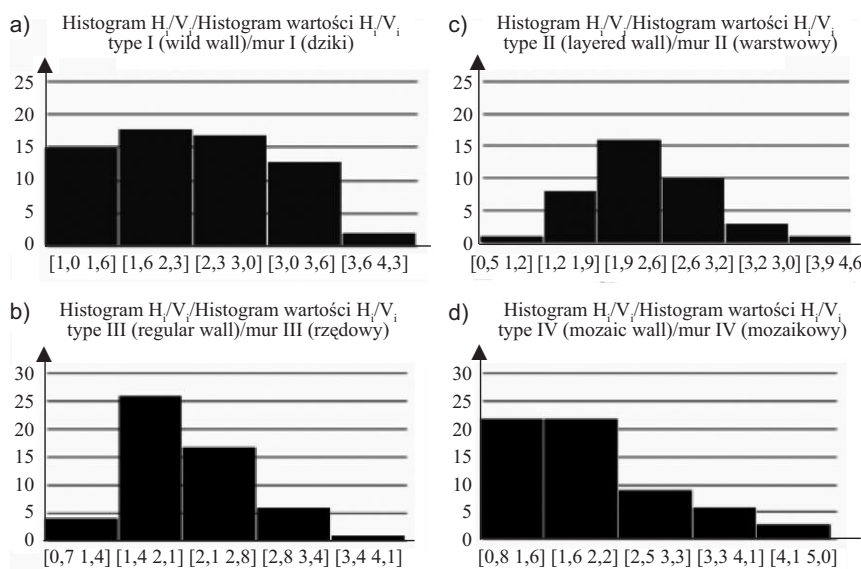 a) Histogram Hᵢ/Vᵢ/Histogram wartości Hᵢ/Vᵢ
type I (wild wall)/mur I (dziki)
25
20
15
10
5
0
[1,0 1,6] [1,6 2,3] [2,3 3,0] [3,0 3,6] [3,6 4,3]
c) Histogram Hᵢ/Vᵢ/Histogram wartości Hᵢ/Vᵢ
type II (layered wall)/mur II (warstwowy)
25
20
15
10
5
0
[0,5 1,2] [1,2 1,9] [1,9 2,6] [2,6 3,2] [3,2 3,0] [3,9 4,6]
b) Histogram Hᵢ/Vᵢ/Histogram wartości Hᵢ/Vᵢ
type III (regular wall)/mur III (rzędowy)
30
25
20
15
10
5
0
[0,7 1,4] [1,4 2,1] [2,1 2,8] [2,8 3,4] [3,4 4,1]
d) Histogram Hᵢ/Vᵢ/Histogram wartości Hᵢ/Vᵢ
type IV (mozaic wall)/mur IV (mozaikowy)
30
25
20
15
10
5
0
[0,8 1,6] [1,6 2,2] [2,5 3,3] [3,3 4,1] [4,1 5,0]